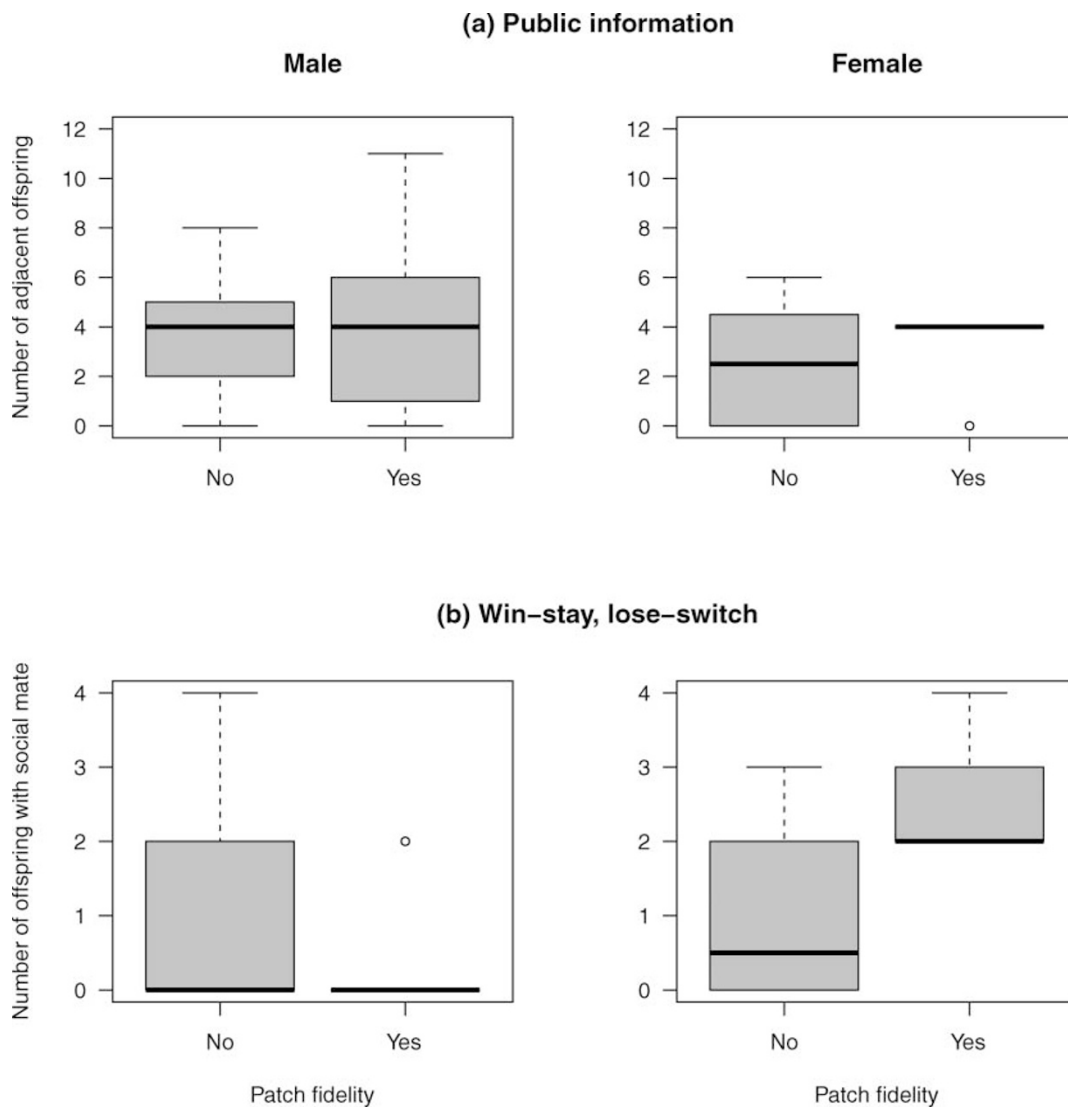 (a) Public information
Male
Female
Number of adjacent offspring
12
10
8
6
4
2
0
No
Yes
12
10
8
6
4
2
0
No
Yes
(b) Win–stay, lose–switch
Number of offspring with social mate
4
3
2
1
0
No
Yes
Patch fidelity
4
3
2
1
0
No
Yes
Patch fidelity